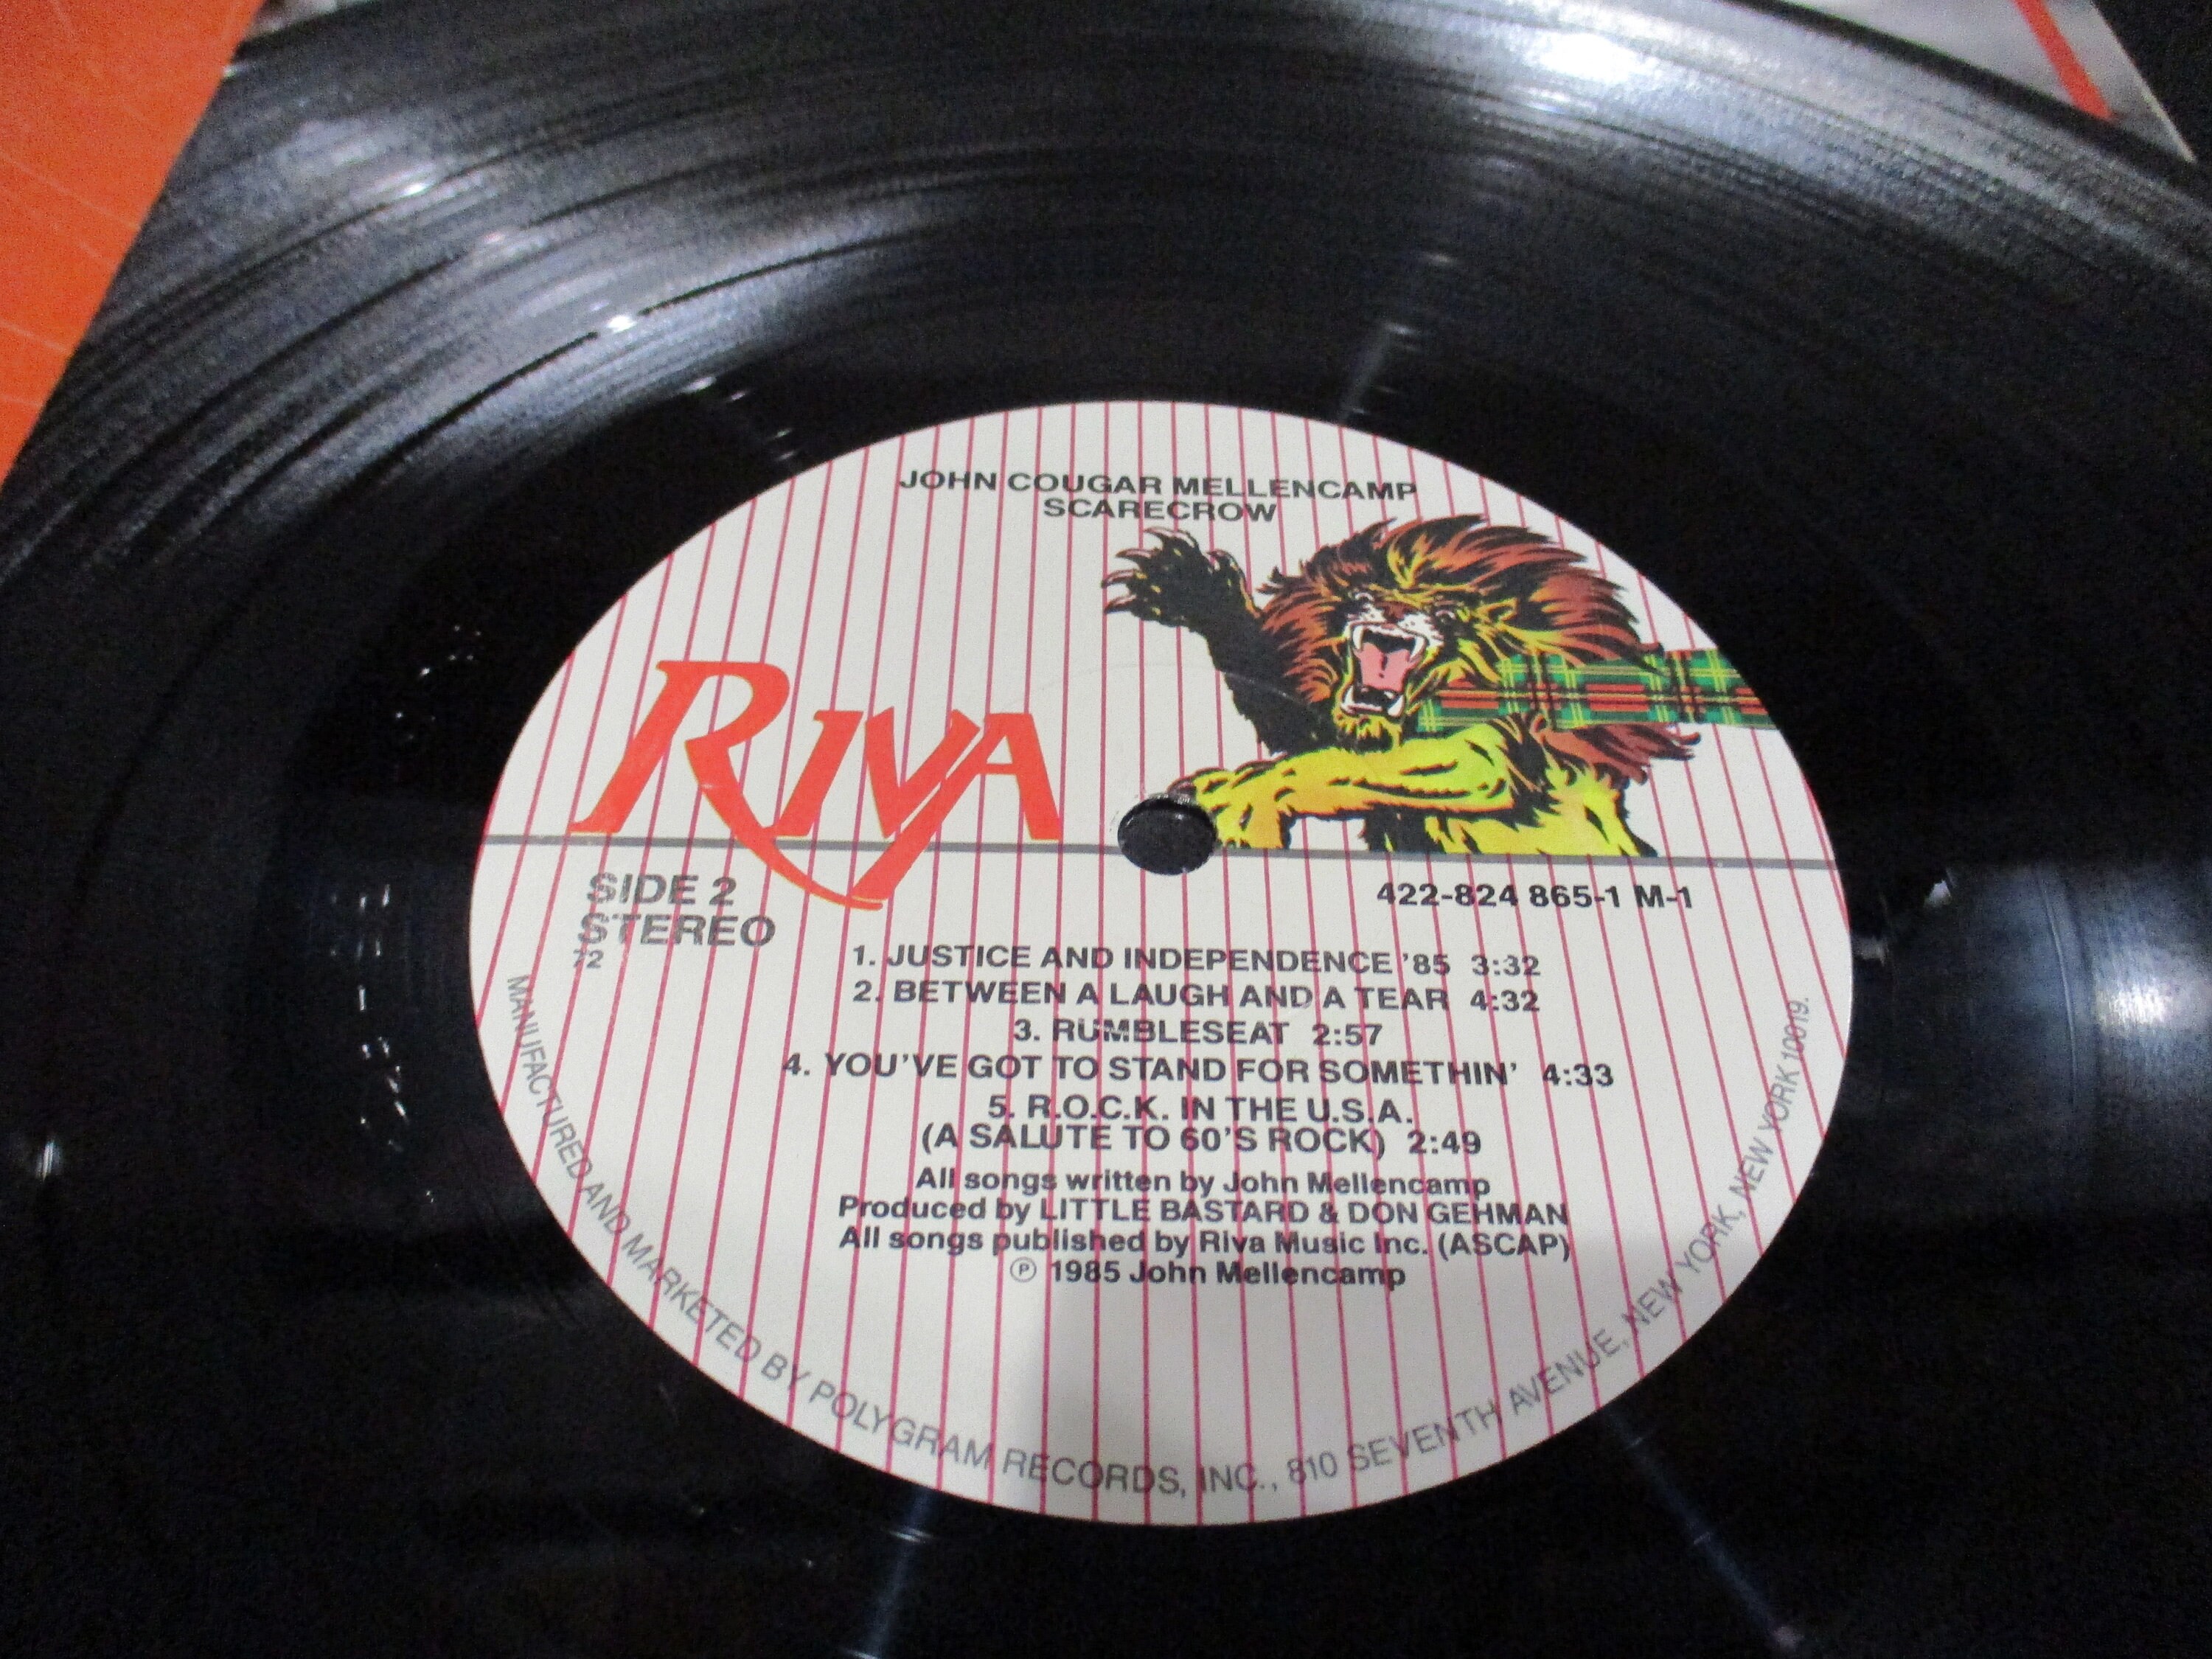 JOHN COUGAR MELLENCAMP
SCARECROW
RIVA
SIDE 2
STEREO
72
422-824 865-1 M-1
1. JUSTICE AND INDEPENDENCE '85 3:32
2. BETWEEN A LAUGH AND A TEAR 4:32
3. RUMBLESEAT 2:57
4. YOU'VE GOT TO STAND FOR SOMETHIN' 4:33
5. R.O.C.K. IN THE U.S.A.
(A SALUTE TO 60'S ROCK) 2:49
All songs written by John Mellencamp
Produced by LITTLE BASTARD & DON GEHMAN
All songs published by Riva Music Inc. (ASCAP)
℗ 1985 John Mellencamp
MANUFACTURED AND MARKETED BY POLYGRAM RECORDS, INC., 810 SEVENTH AVENUE, NEW YORK, NEW YORK 10019.